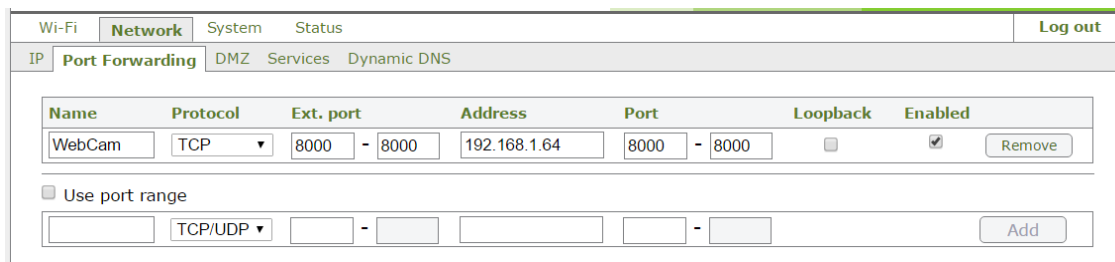 Wi-Fi Network System Status Log out
IP Port Forwarding DMZ Services Dynamic DNS
Name Protocol Ext. port Address Port Loopback Enabled
WebCam TCP 8000 - 8000 192.168.1.64 8000 - 8000 Remove
Use port range
TCP/UDP - - Add